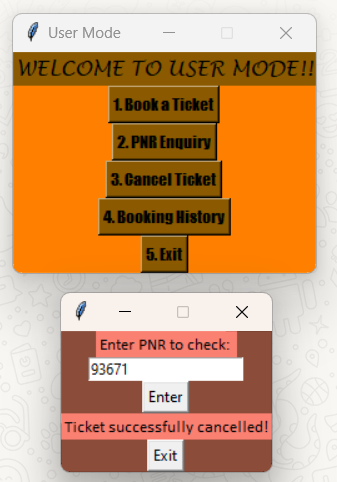 User Mode
WELCOME TO USER MODE!!
1. Book a Ticket
2. PNR Enquiry
3. Cancel Ticket
4. Booking History
5. Exit
Enter PNR to check:
93671
Enter
Ticket successfully cancelled!
Exit